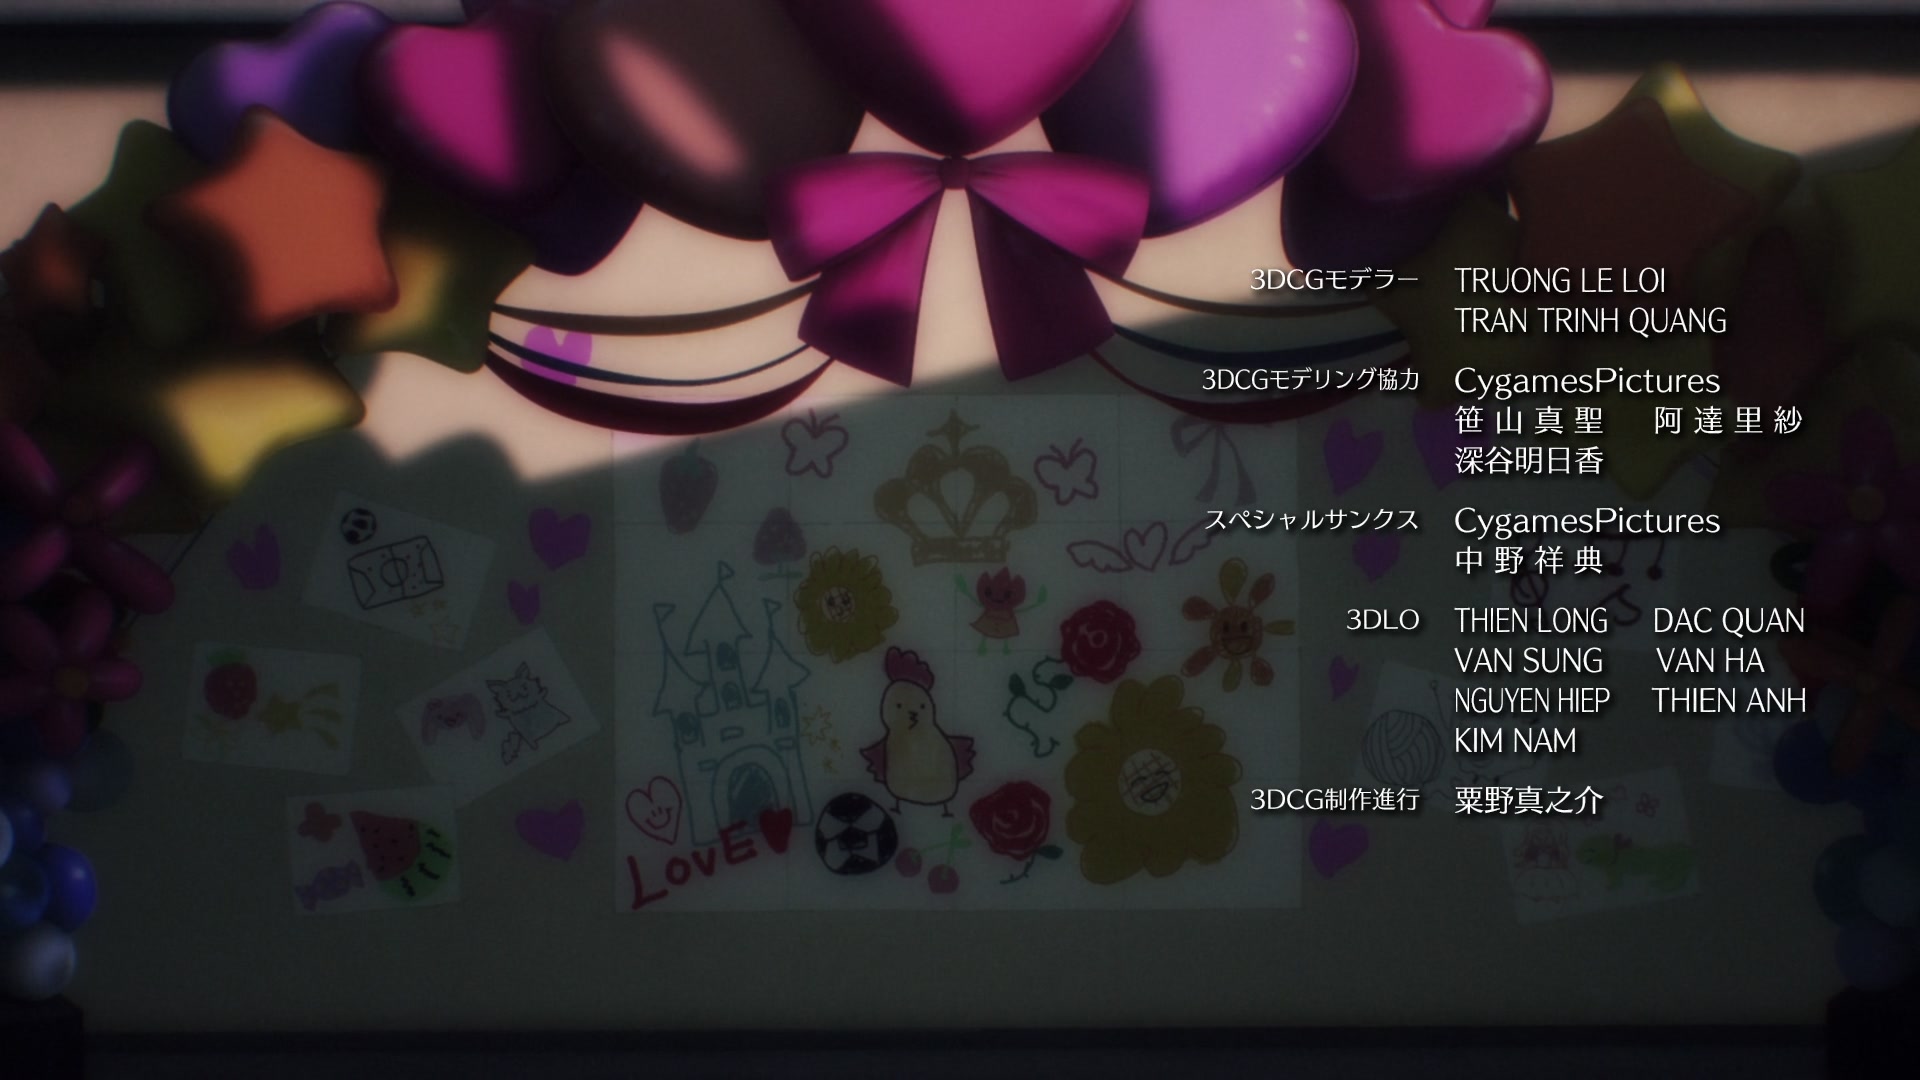 3DCGモデラー TRUONG LE LOI
TRAN TRINH QUANG
3DCGモデリング協力 CygamesPictures
笹山真聖 阿達里紗
深谷明日香
スペシャルサンクス CygamesPictures
中野祥典
3DLO THIEN LONG DAC QUAN
VAN SUNG VAN HA
NGUYEN HIEP THIEN ANH
KIM NAM
3DCG制作進行 粟野真之介
LOVE